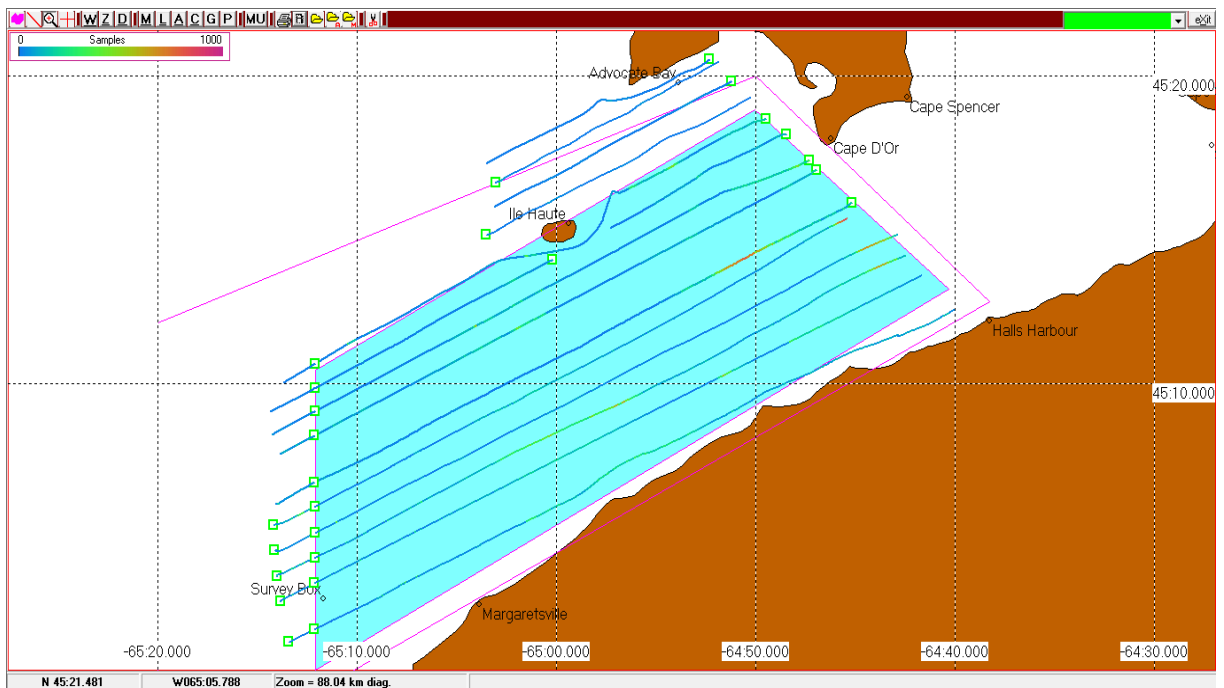 W Z D M L A C G P MU R A M eXit
0 Samples 1000
Advocate Bay
45:20.000
Cape Spencer
Cape D'Or
Ile Haute
Halls Harbour
45:10.000
Survey Box
Margaretsville
-65:20.000 -65:10.000 -65:00.000 -64:50.000 -64:40.000 -64:30.000
N 45:21.481 W065:05.788 Zoom = 88.04 km diag.